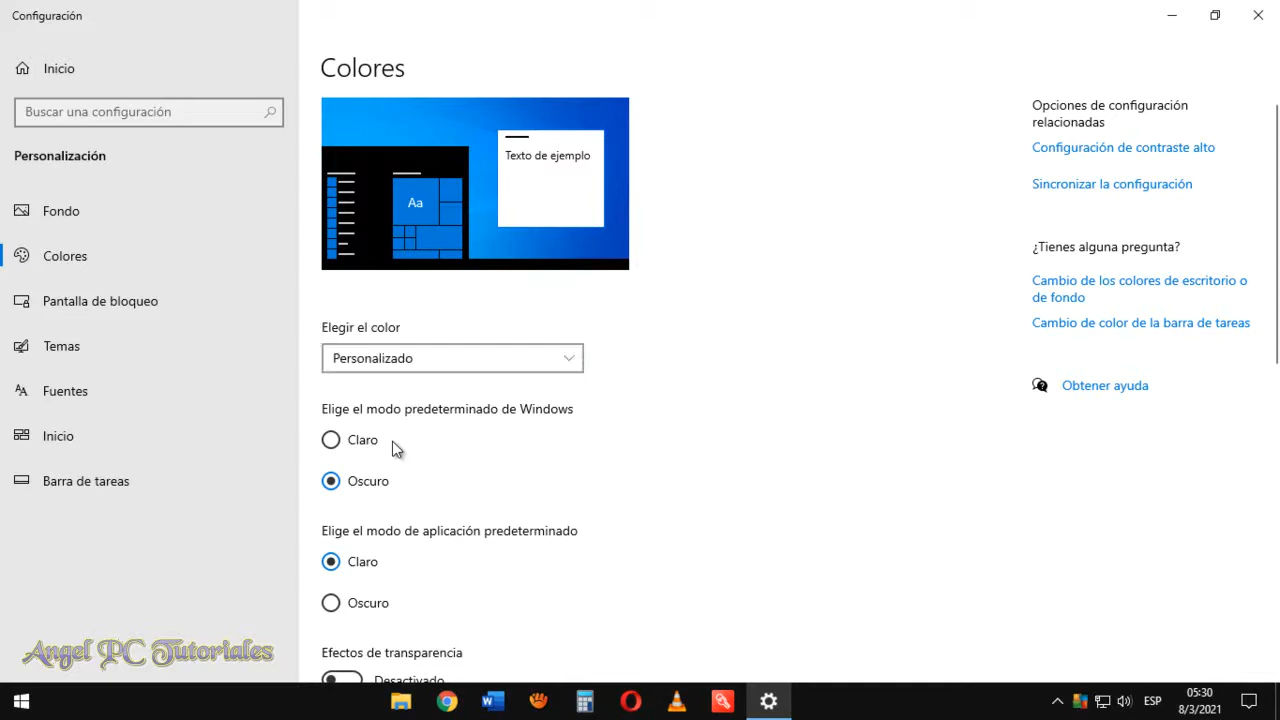 Configuración
Inicio
Buscar una configuración
Personalización
Fondo
Colores
Pantalla de bloqueo
Temas
Fuentes
Inicio
Barra de tareas
Angel PC Tutoriales
Colores
Texto de ejemplo
Aa
Elegir el color
Personalizado
Elige el modo predeterminado de Windows
Claro
Oscuro
Elige el modo de aplicación predeterminado
Claro
Oscuro
Efectos de transparencia
Desactivado
Opciones de configuración
relacionadas
Configuración de contraste alto
Sincronizar la configuración
¿Tienes alguna pregunta?
Cambio de los colores de escritorio o
de fondo
Cambio de color de la barra de tareas
Obtener ayuda
ESP
05:30
8/3/2021